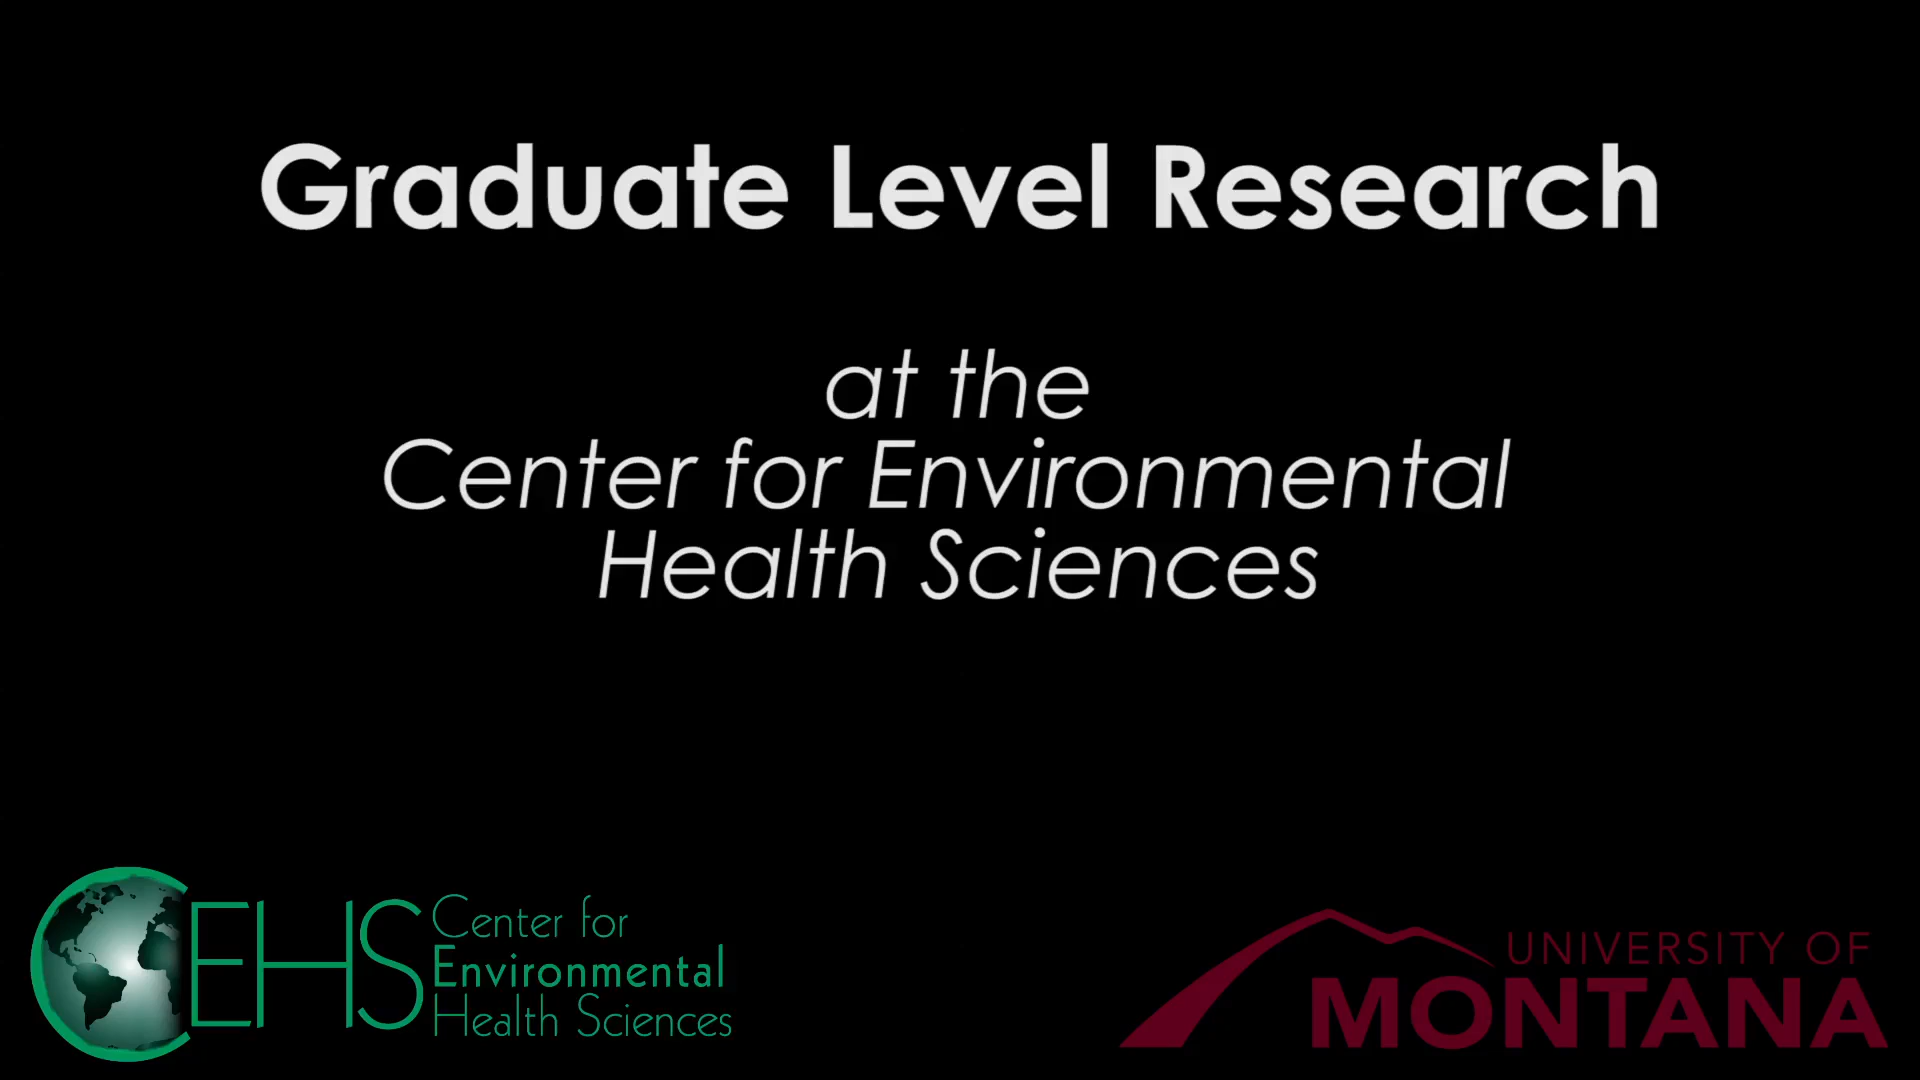 Graduate Level Research
at the
Center for Environmental
Health Sciences
CEHS
Center for
Environmental
Health Sciences
UNIVERSITY OF
MONTANA